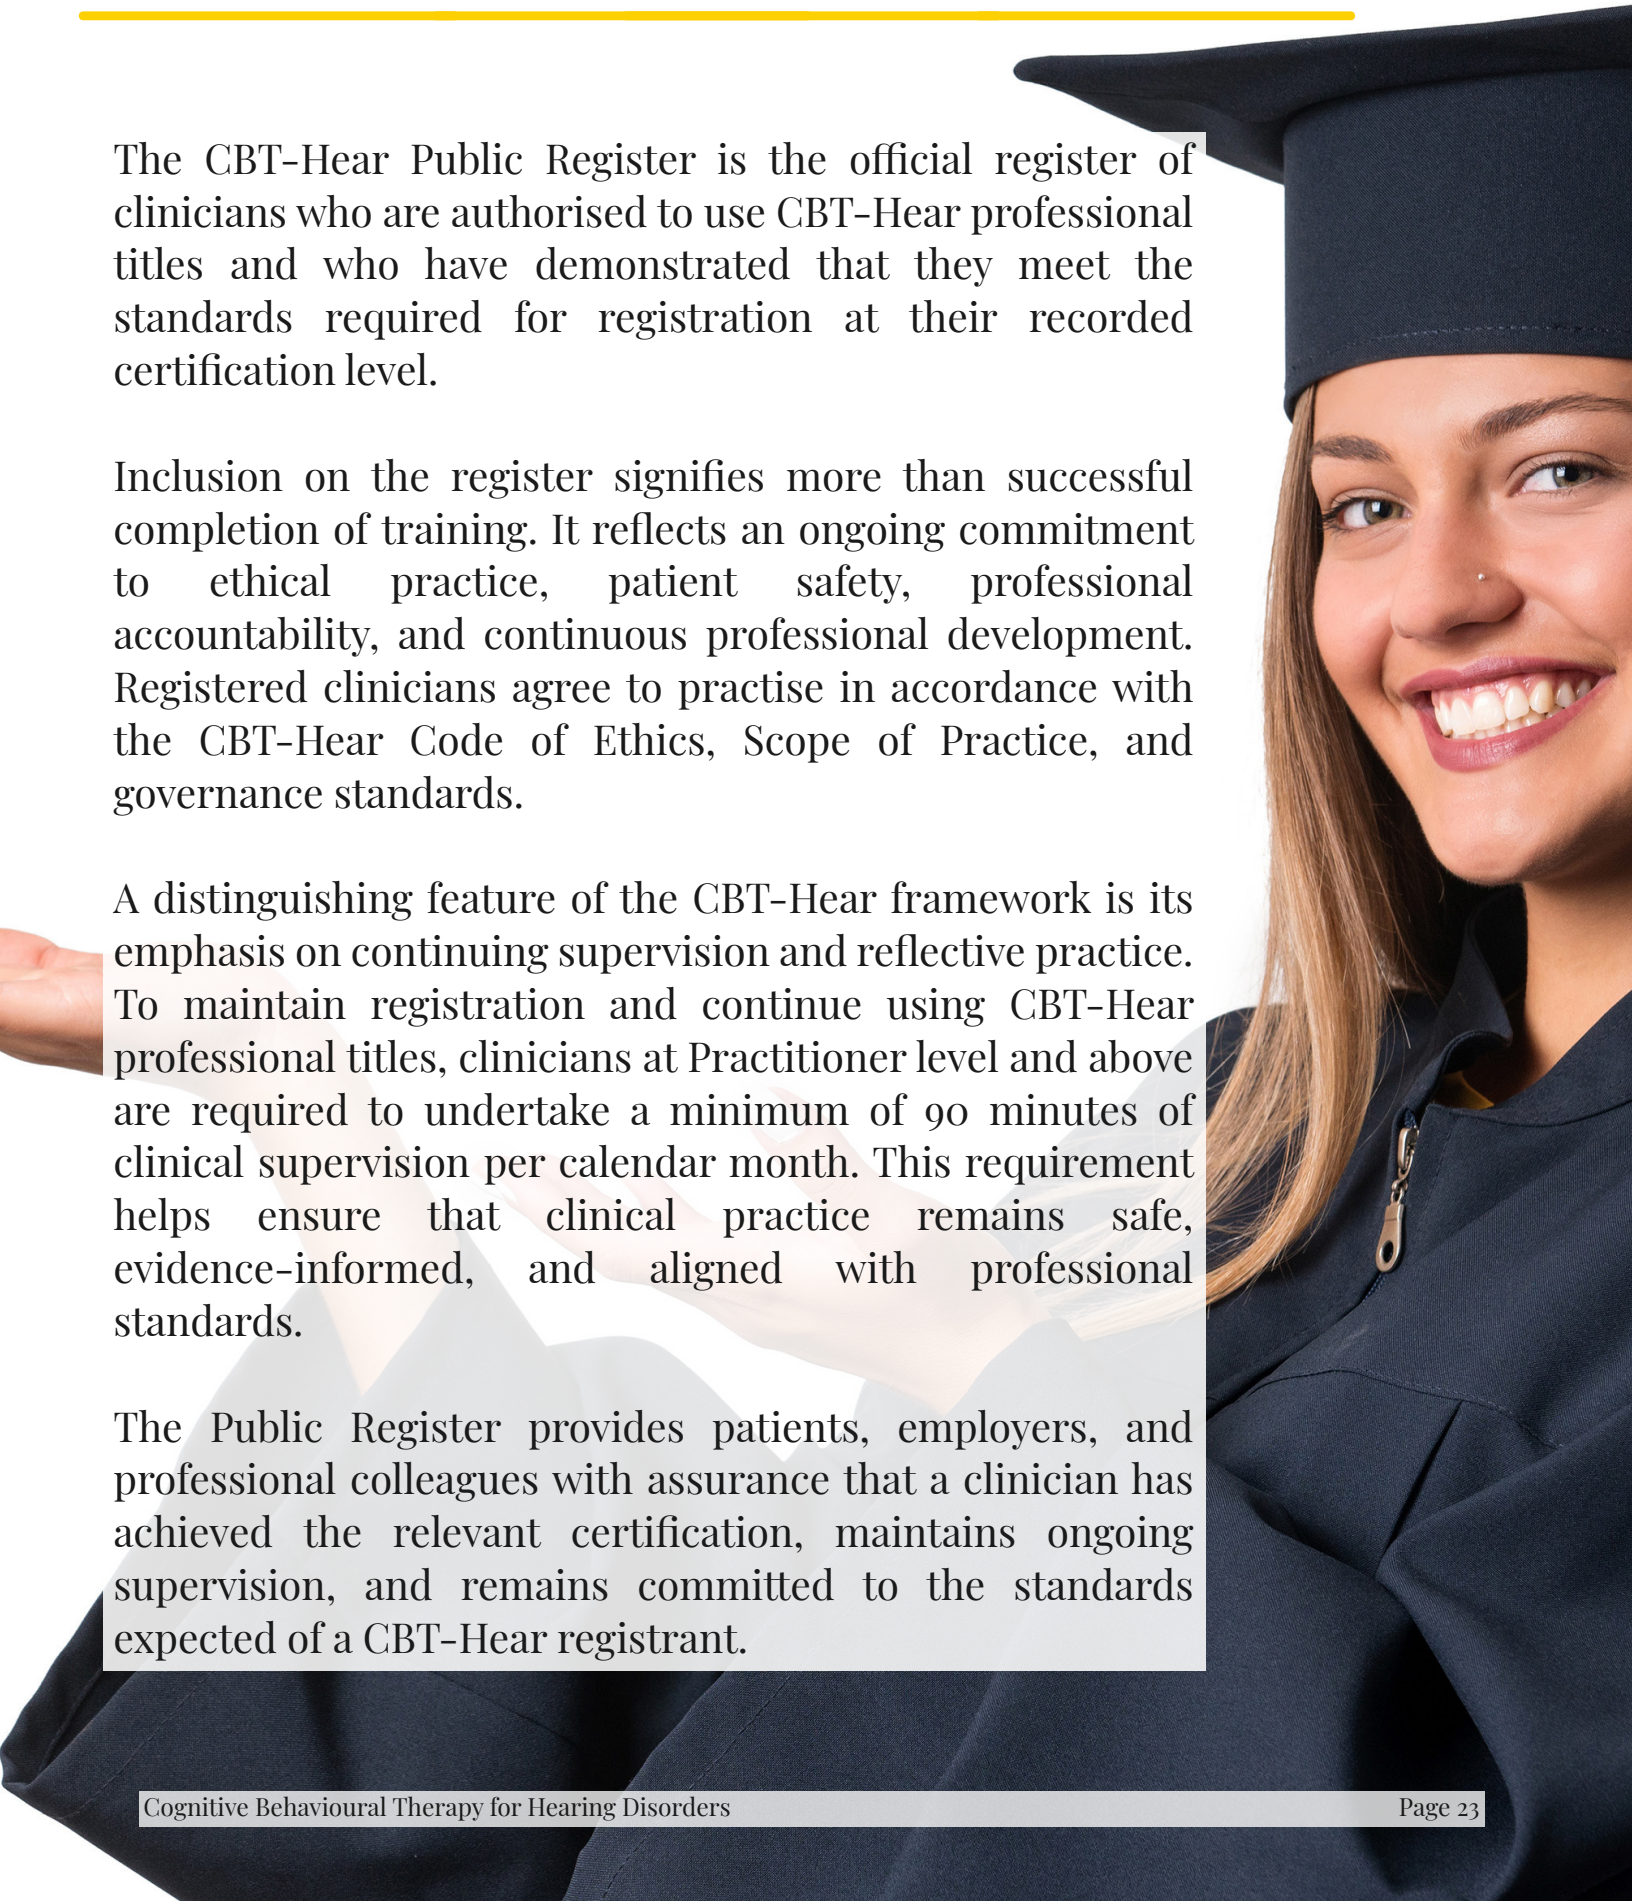 The CBT-Hear Public Register is the official register of
clinicians who are authorised to use CBT-Hear professional
titles and who have demonstrated that they meet the
standards required for registration at their recorded
certification level.
Inclusion on the register signifies more than successful
completion of training. It reflects an ongoing commitment
to ethical practice, patient safety, professional
accountability, and continuous professional development.
Registered clinicians agree to practise in accordance with
the CBT-Hear Code of Ethics, Scope of Practice, and
governance standards.
A distinguishing feature of the CBT-Hear framework is its
emphasis on continuing supervision and reflective practice.
To maintain registration and continue using CBT-Hear
professional titles, clinicians at Practitioner level and above
are required to undertake a minimum of 90 minutes of
clinical supervision per calendar month. This requirement
helps ensure that clinical practice remains safe,
evidence-informed, and aligned with professional
standards.
The Public Register provides patients, employers, and
professional colleagues with assurance that a clinician has
achieved the relevant certification, maintains ongoing
supervision, and remains committed to the standards
expected of a CBT-Hear registrant.
Cognitive Behavioural Therapy for Hearing Disorders
Page 23